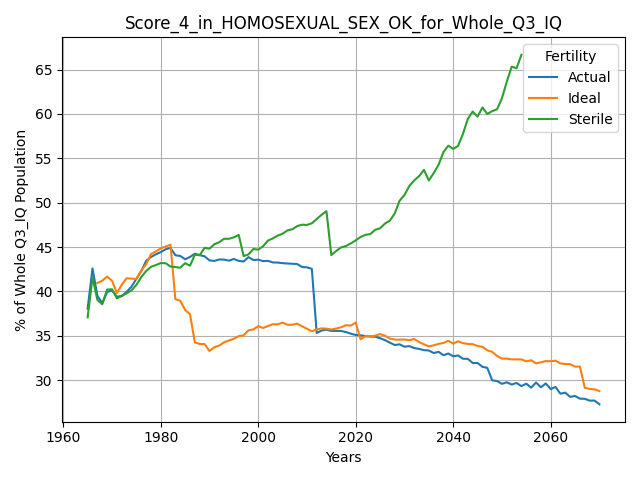 Score_4_in_HOMOSEXUAL_SEX_OK_for_Whole_Q3_IQ
% of Whole Q3_IQ Population
65
60
55
50
45
40
35
30
Fertility
Actual
Ideal
Sterile
1960 1980 2000 2020 2040 2060
Years